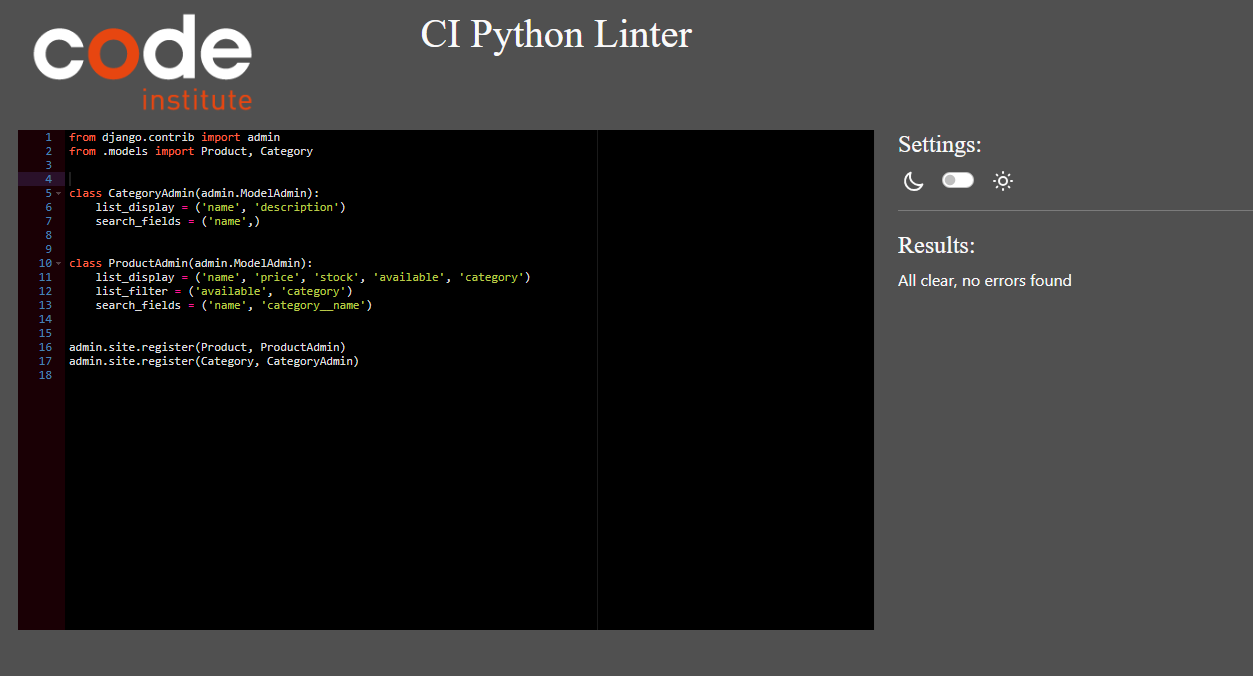 code
institute
CI Python Linter
1 from django.contrib import admin
2 from .models import Product, Category
3
4
5 class CategoryAdmin(admin.ModelAdmin):
6     list_display = ('name', 'description')
7     search_fields = ('name',)
8
9
10 class ProductAdmin(admin.ModelAdmin):
11     list_display = ('name', 'price', 'stock', 'available', 'category')
12     list_filter = ('available', 'category')
13     search_fields = ('name', 'category__name')
14
15
16 admin.site.register(Product, ProductAdmin)
17 admin.site.register(Category, CategoryAdmin)
18
Settings:
Results:
All clear, no errors found